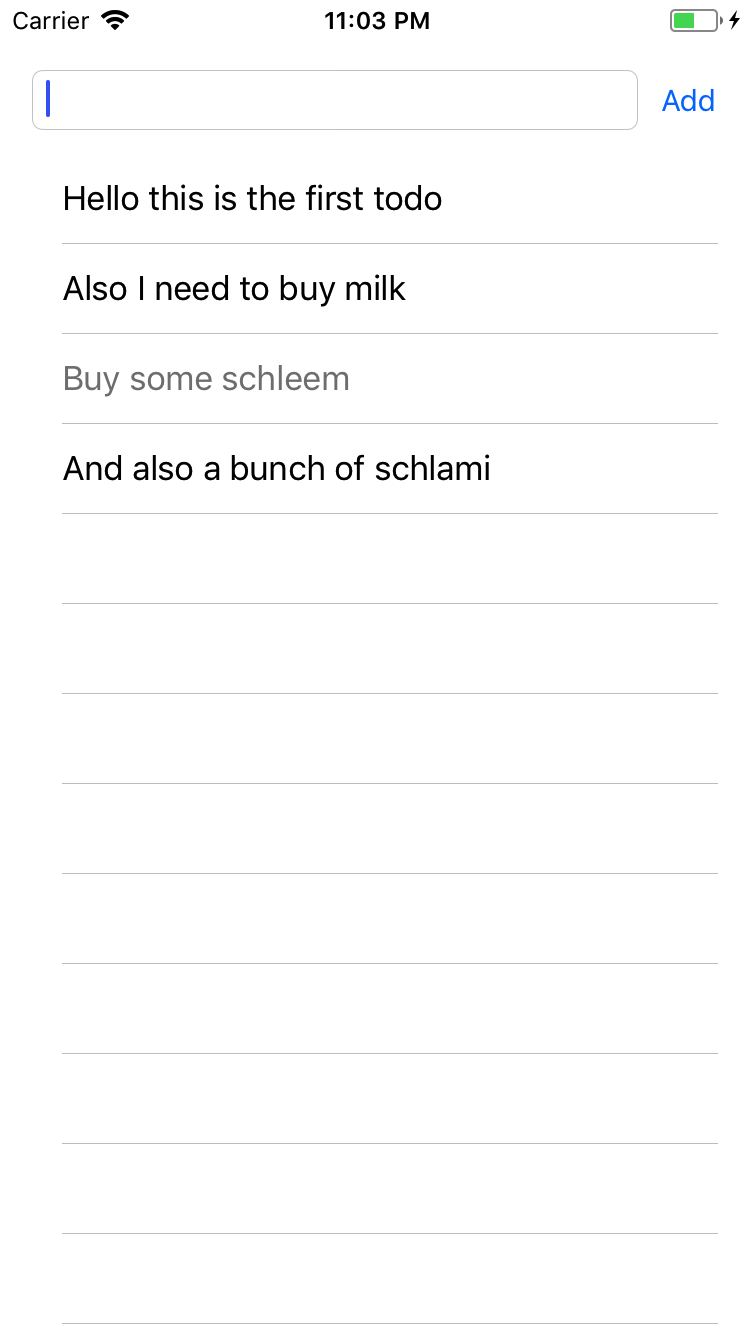 Carrier 11:03 PM
Add
Hello this is the first todo
Also I need to buy milk
Buy some schleem
And also a bunch of schlami